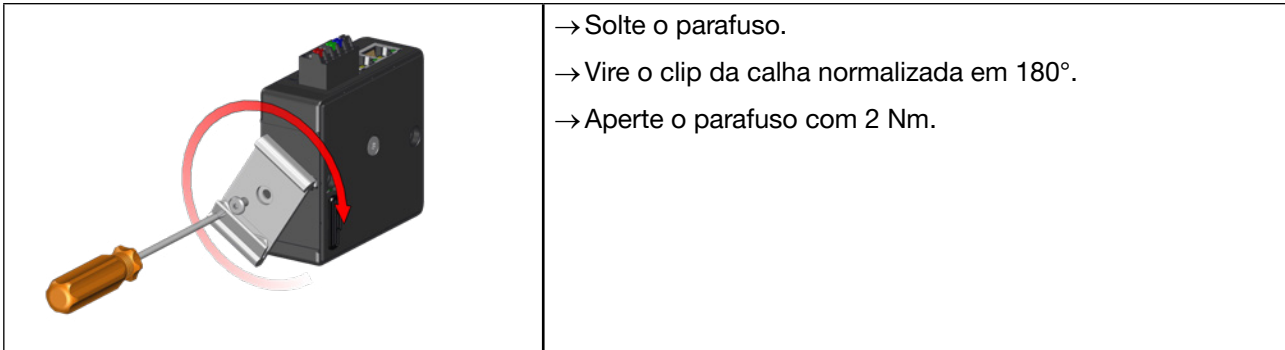 → Solte o parafuso.
→ Vire o clip da calha normalizada em 180°.
→ Aperte o parafuso com 2 Nm.